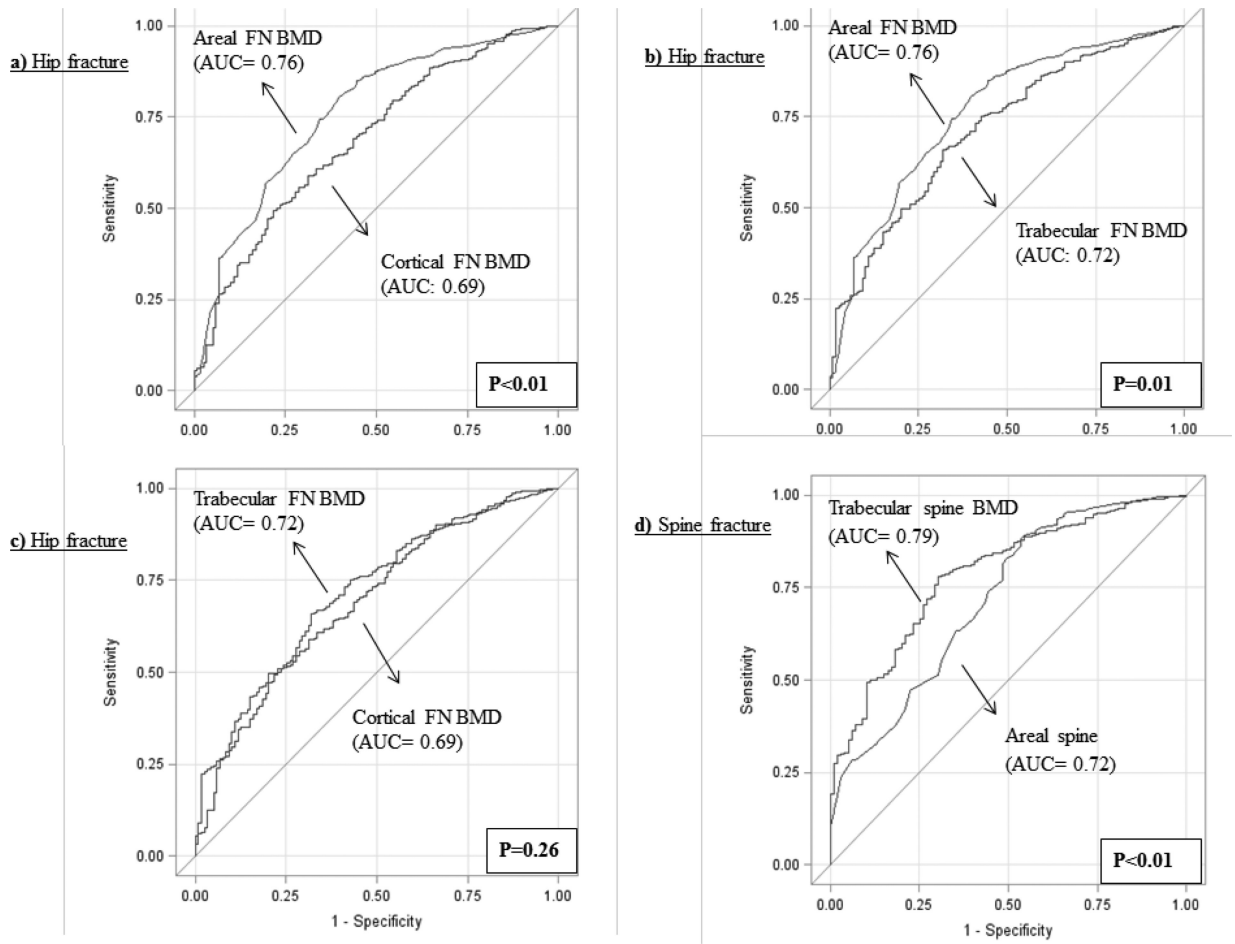 a) Hip fracture
Areal FN BMD
(AUC= 0.76)
Cortical FN BMD
(AUC: 0.69)
P<0.01
Sensitivity
1.00
0.75
0.50
0.25
0.00
0.00 0.25 0.50 0.75 1.00
b) Hip fracture
Areal FN BMD
(AUC= 0.76)
Trabecular FN BMD
(AUC: 0.72)
P=0.01
Sensitivity
1.00
0.75
0.50
0.25
0.00
0.00 0.25 0.50 0.75 1.00
c) Hip fracture
Trabecular FN BMD
(AUC= 0.72)
Cortical FN BMD
(AUC= 0.69)
P=0.26
Sensitivity
1.00
0.75
0.50
0.25
0.00
0.00 0.25 0.50 0.75 1.00
1 - Specificity
d) Spine fracture
Trabecular spine BMD
(AUC= 0.79)
Areal spine
(AUC= 0.72)
P<0.01
Sensitivity
1.00
0.75
0.50
0.25
0.00
0.00 0.25 0.50 0.75 1.00
1 - Specificity